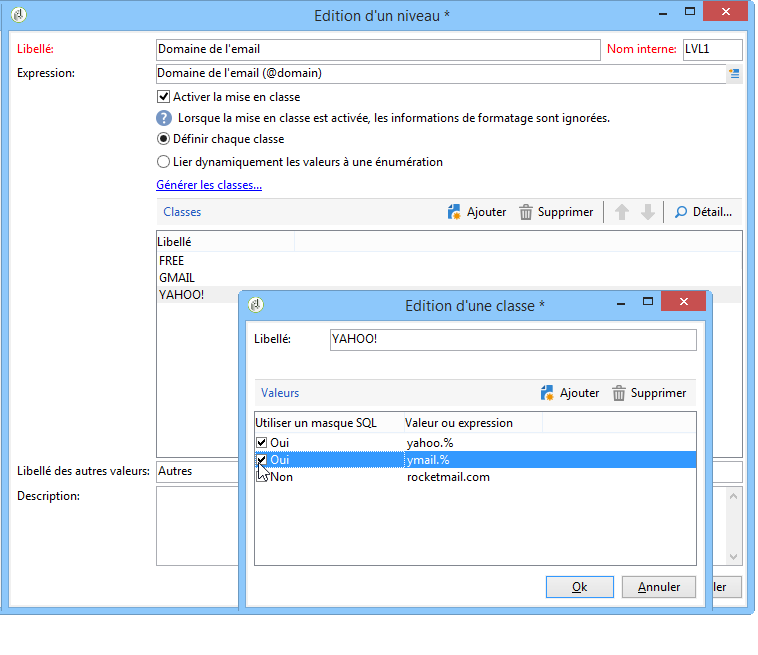 Edition d'un niveau *
Libellé: Domaine de l'email Nom interne: LVL1
Expression: Domaine de l'email (@domain)
Activer la mise en classe
? Lorsque la mise en classe est activée, les informations de formatage sont ignorées.
Définir chaque classe
Lier dynamiquement les valeurs à une énumération
Générer les classes...
Classes Ajouter Supprimer Détail...
Libellé
FREE
GMAIL
YAHOO!
Edition d'une classe *
Libellé: YAHOO!
Valeurs Ajouter Supprimer
Utiliser un masque SQL Valeur ou expression
Oui yahoo.%
Oui ymail.%
Non rocketmail.com
Libellé des autres valeurs: Autres
Description:
Ok Annuler ler